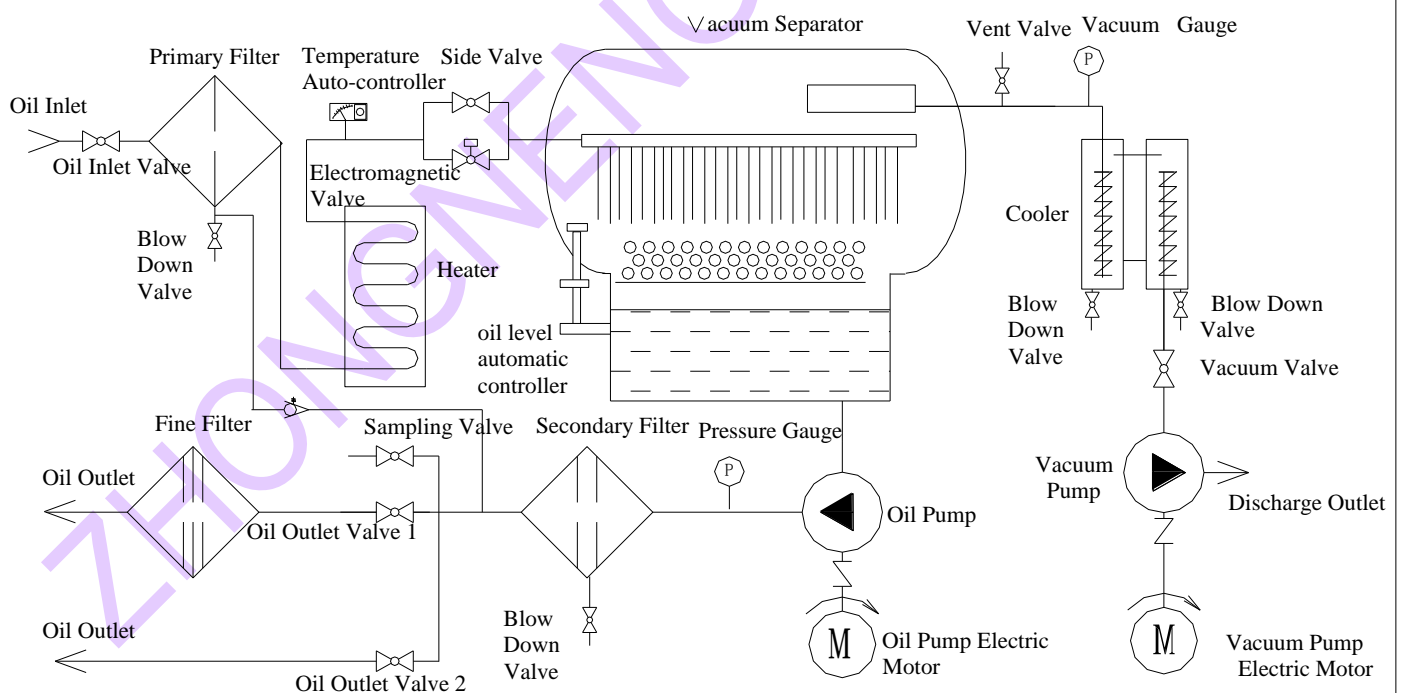 Vacuum Separator
Vent Valve
Vacuum Gauge
Primary Filter
Temperature
Auto-controller
Side Valve
P
Oil Inlet
Oil Inlet Valve
Electromagnetic
Valve
Cooler
Blow
Down
Valve
Heater
oil level
automatic
controller
Blow
Down
Valve
Blow Down
Valve
Vacuum Valve
Fine Filter
Sampling Valve
Secondary Filter
Pressure Gauge
P
Vacuum
Pump
Oil Outlet
Discharge Outlet
Oil Outlet Valve 1
Oil Pump
Blow
Down
Valve
Oil Outlet
M
Oil Pump Electric
Motor
M
Vacuum Pump
Electric Motor
Oil Outlet Valve 2
ZHONGNENG